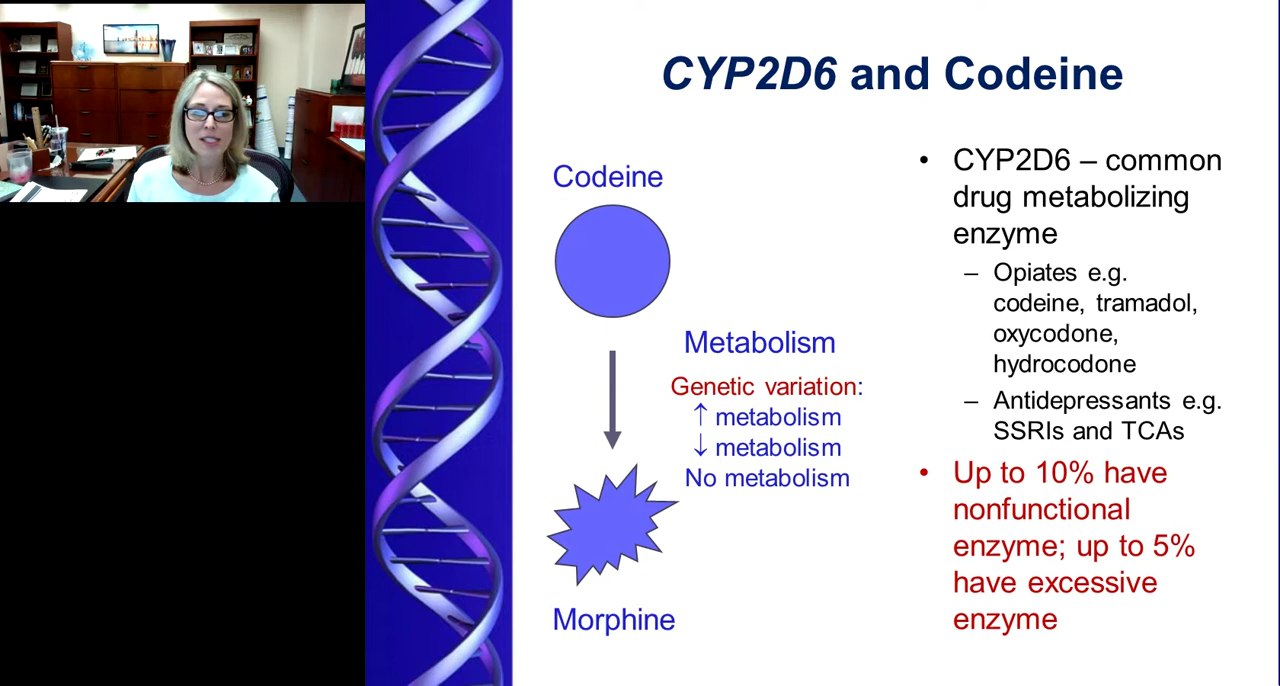 CYP2D6 and Codeine
Codeine
Metabolism
Genetic variation:
↑ metabolism
↓ metabolism
No metabolism
Morphine
• CYP2D6 – common
drug metabolizing
enzyme
– Opiates e.g.
codeine, tramadol,
oxycodone,
hydrocodone
– Antidepressants e.g.
SSRIs and TCAs
• Up to 10% have
nonfunctional
enzyme; up to 5%
have excessive
enzyme